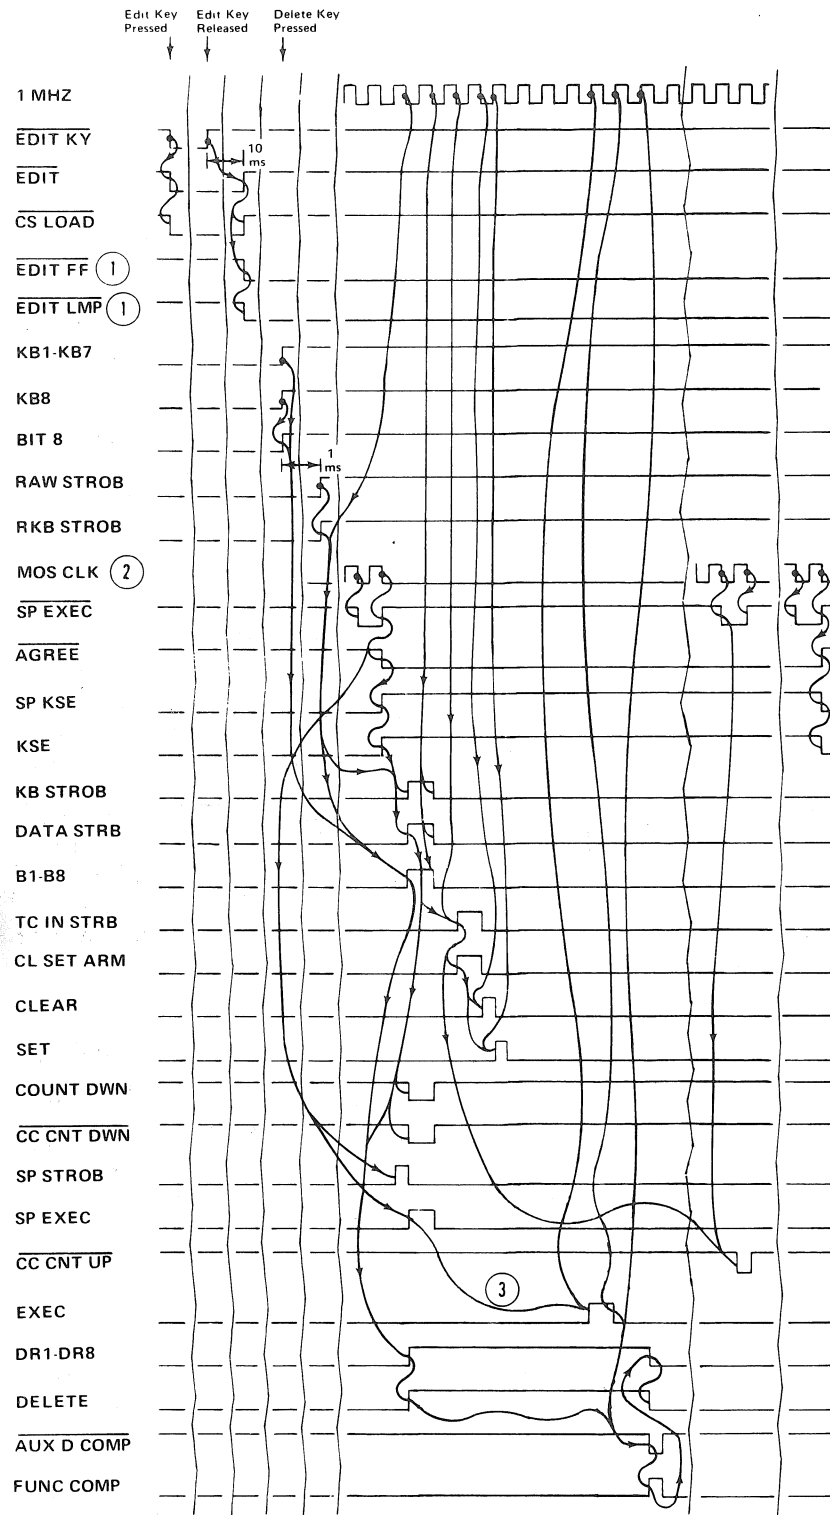 Edit Key Pressed
Edit Key Released
Delete Key Pressed
1 MHZ
EDIT KY
10 ms
EDIT
CS LOAD
EDIT FF 1
EDIT LMP 1
KB1-KB7
KB8
BIT 8
1 ms
RAW STROB
RKB STROB
MOS CLK 2
SP EXEC
AGREE
SP KSE
KSE
KB STROB
DATA STRB
B1-B8
TC IN STRB
CL SET ARM
CLEAR
SET
COUNT DWN
CC CNT DWN
SP STROB
SP EXEC
CC CNT UP
3
EXEC
DR1-DR8
DELETE
AUX D COMP
FUNC COMP